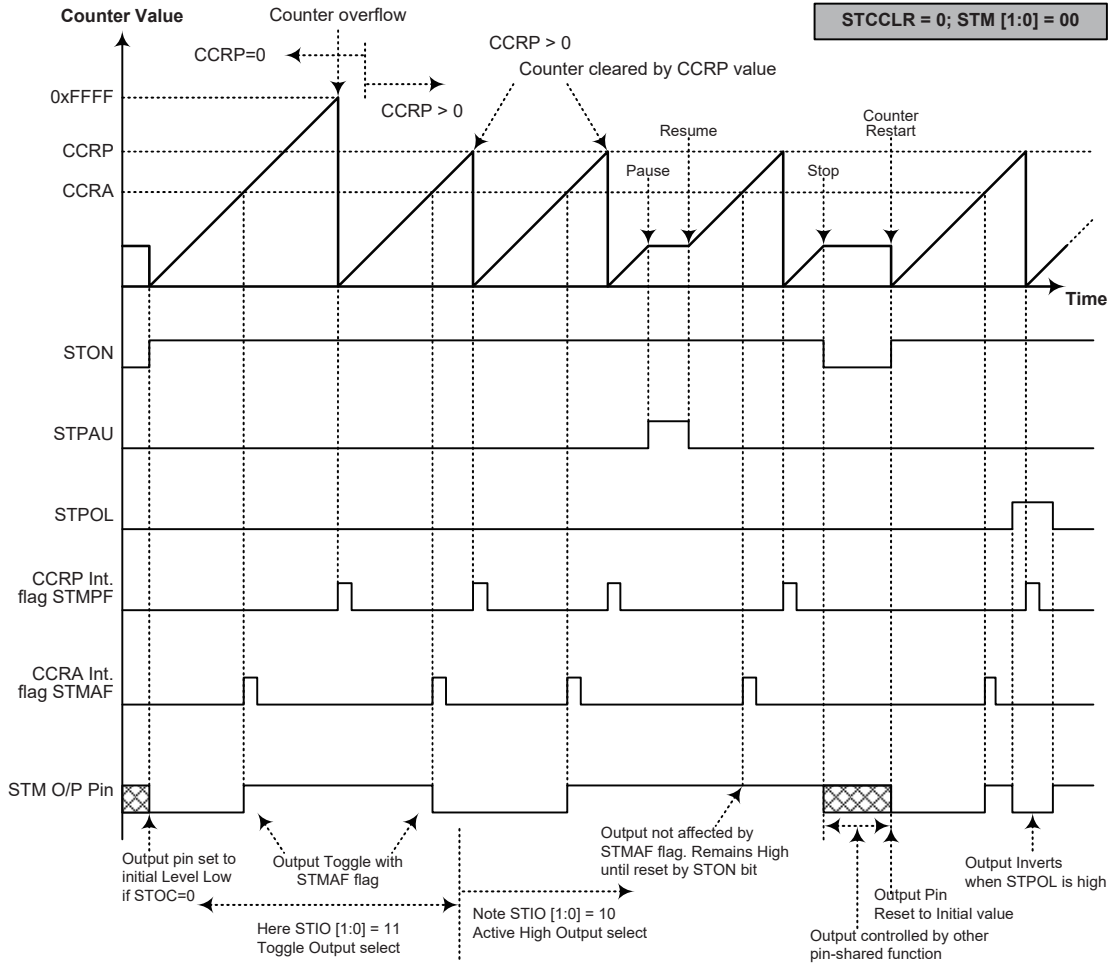 Counter Value
Counter overflow
STCCLR = 0; STM [1:0] = 00
CCRP=0
CCRP > 0
CCRP > 0
Counter cleared by CCRP value
0xFFFF
CCRP
CCRA
Pause
Resume
Stop
Counter
Restart
Time
STON
STPAU
STPOL
CCRP Int.
flag STMPF
CCRA Int.
flag STMAF
STM O/P Pin
Output pin set to
initial Level Low
if STOC=0
Output Toggle with
STMAF flag
Here STIO [1:0] = 11
Toggle Output select
Note STIO [1:0] = 10
Active High Output select
Output not affected by
STMAF flag. Remains High
until reset by STON bit
Output Pin
Reset to Initial value
Output controlled by other
pin-shared function
Output Inverts
when STPOL is high